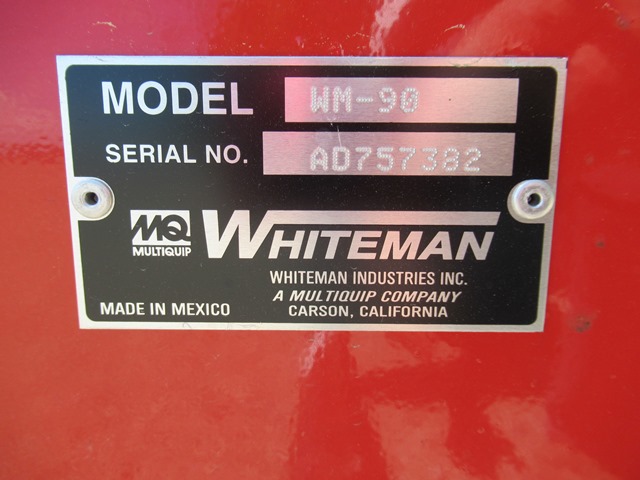 MODEL WM-90
SERIAL NO. AD757382
MQ WHITEMAN
MULTIQUIP
WHITEMAN INDUSTRIES INC.
A MULTIQUIP COMPANY
MADE IN MEXICO CARSON, CALIFORNIA